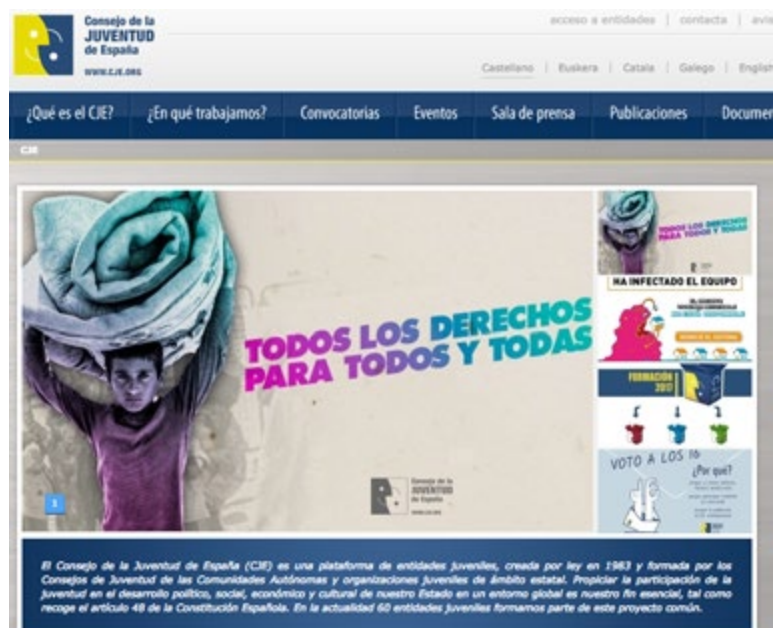 Consejo de la
JUVENTUD
de España
WWW.CJE.ORG
acceso a entidades | contacta | avis
Castellano | Euskera | Catala | Galego | English
¿Qué es el CJE? ¿En qué trabajamos? Convocatorias Eventos Sala de prensa Publicaciones Documen
CJE
TODOS LOS DERECHOS
PARA TODOS Y TODAS
Consejo de la
JUVENTUD
de España
WWW.CJE.ORG
1
TODOS LOS DERECHOS
PARA TODOS Y TODAS
HA INFECTADO EL EQUIPO
FORMACIÓN
2017
VOTO A LOS 16
¿Por qué?
El Consejo de la Juventud de España (CJE) es una plataforma de entidades juveniles, creada por ley en 1983 y formada por los
Consejos de Juventud de las Comunidades Autónomas y organizaciones juveniles de ámbito estatal. Propiciar la participación de la
juventud en el desarrollo político, social, económico y cultural de nuestro Estado en un entorno global es nuestro fin esencial, tal como
recoge el artículo 48 de la Constitución Española. En la actualidad 60 entidades juveniles formamos parte de este proyecto común.